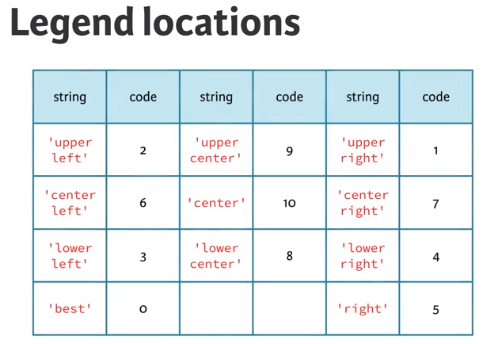 Legend locations
string code string code string code
'upper left' 2 'upper center' 9 'upper right' 1
'center left' 6 'center' 10 'center right' 7
'lower left' 3 'lower center' 8 'lower right' 4
'best' 0 'right' 5